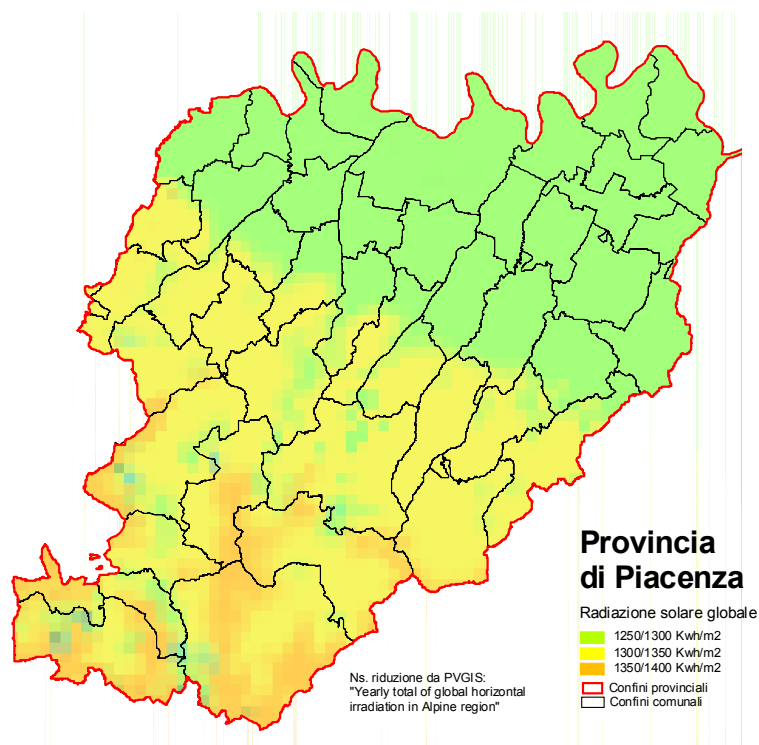 Provincia
di Piacenza
Radiazione solare globale
1250/1300 Kwh/m2
1300/1350 Kwh/m2
1350/1400 Kwh/m2
Confini provinciali
Confini comunali
Ns. riduzione da PVGIS:
"Yearly total of global horizontal
irradiation in Alpine region"